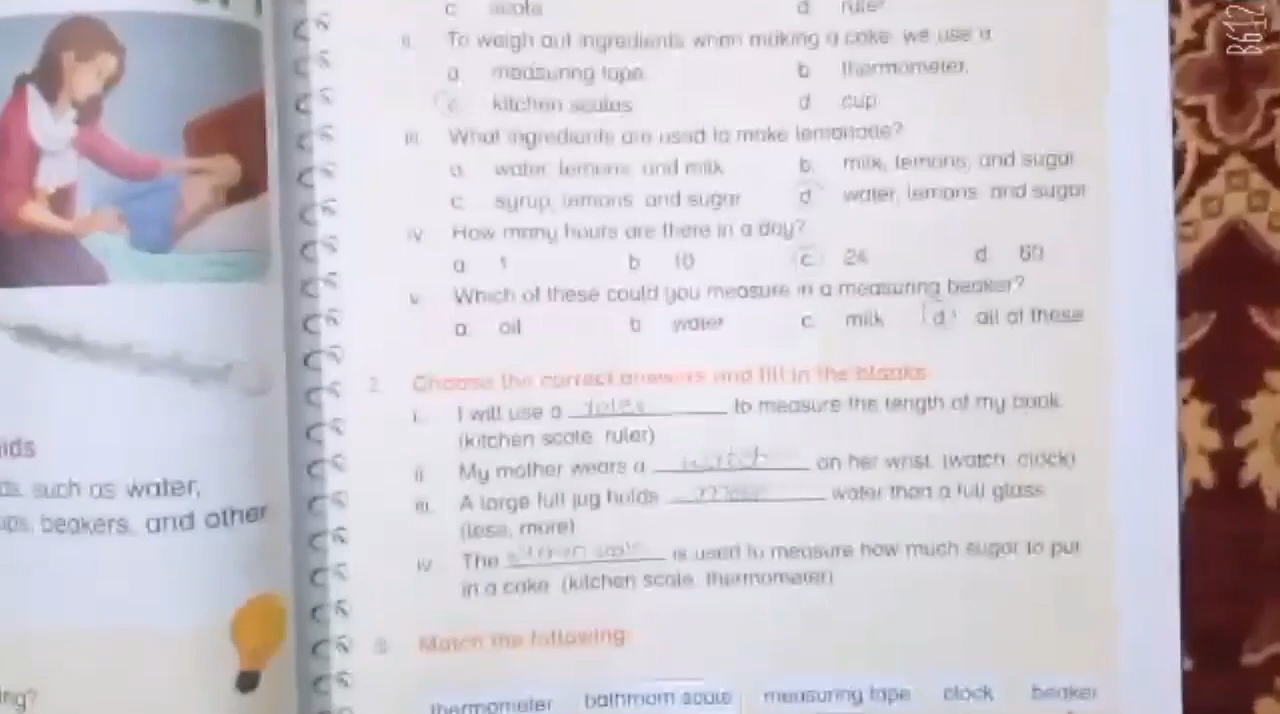 c scale d ruler
ii. To weigh out ingredients when making a cake, we use a
a measuring tape. b thermometer.
c kitchen scales d cup
iii. What ingredients are used to make lemonade?
a water, lemons, and milk b. milk, lemons, and sugar
c syrup, lemons, and sugar d water, lemons, and sugar
iv. How many hours are there in a day?
a 1 b 10 c 24 d 60
v. Which of these could you measure in a measuring beaker?
a. oil b water c milk d all of these
2. Choose the correct answers and fill in the blanks
i. I will use a ruler to measure the length of my book.
(kitchen scale, ruler)
ii My mother wears a watch on her wrist. (watch, clock)
iii. A large full jug holds more water than a full glass
(less, more)
iv The kitchen scale is used to measure how much sugar to put
in a cake. (kitchen scale, thermometer)
3. Match the following.
thermometer bathroom scale measuring tape clock beaker
such as water,
beakers, and other
B612